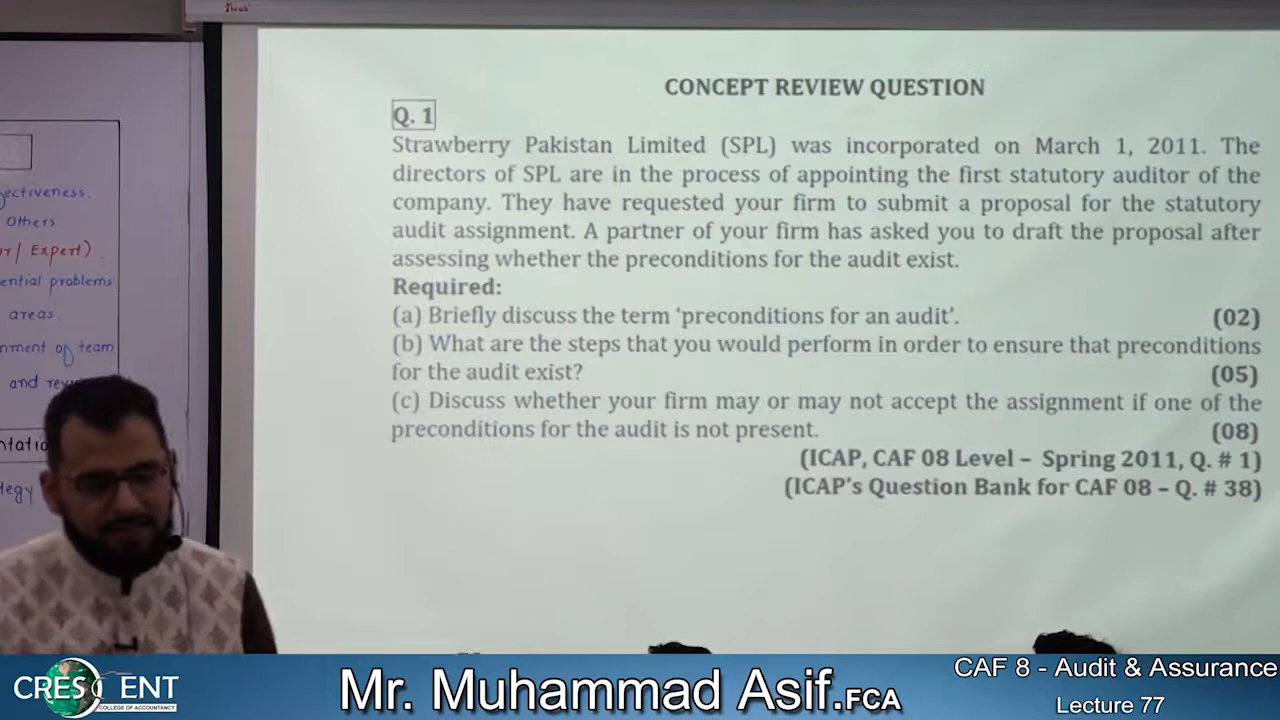 CONCEPT REVIEW QUESTION
Q. 1
Strawberry Pakistan Limited (SPL) was incorporated on March 1, 2011. The
directors of SPL are in the process of appointing the first statutory auditor of the
company. They have requested your firm to submit a proposal for the statutory
audit assignment. A partner of your firm has asked you to draft the proposal after
assessing whether the preconditions for the audit exist.
Required:
(a) Briefly discuss the term ‘preconditions for an audit’. (02)
(b) What are the steps that you would perform in order to ensure that preconditions
for the audit exist? (05)
(c) Discuss whether your firm may or may not accept the assignment if one of the
preconditions for the audit is not present. (08)
(ICAP, CAF 08 Level – Spring 2011, Q. # 1)
(ICAP’s Question Bank for CAF 08 – Q. # 38)
ectiveness.
Others
or/ Expert)
ential problems
areas.
nment of team
and
ntatio
tegy
CRESCENT
COLLEGE OF ACCOUNTANCY
Mr. Muhammad Asif.FCA
CAF 8 - Audit & Assurance
Lecture 77